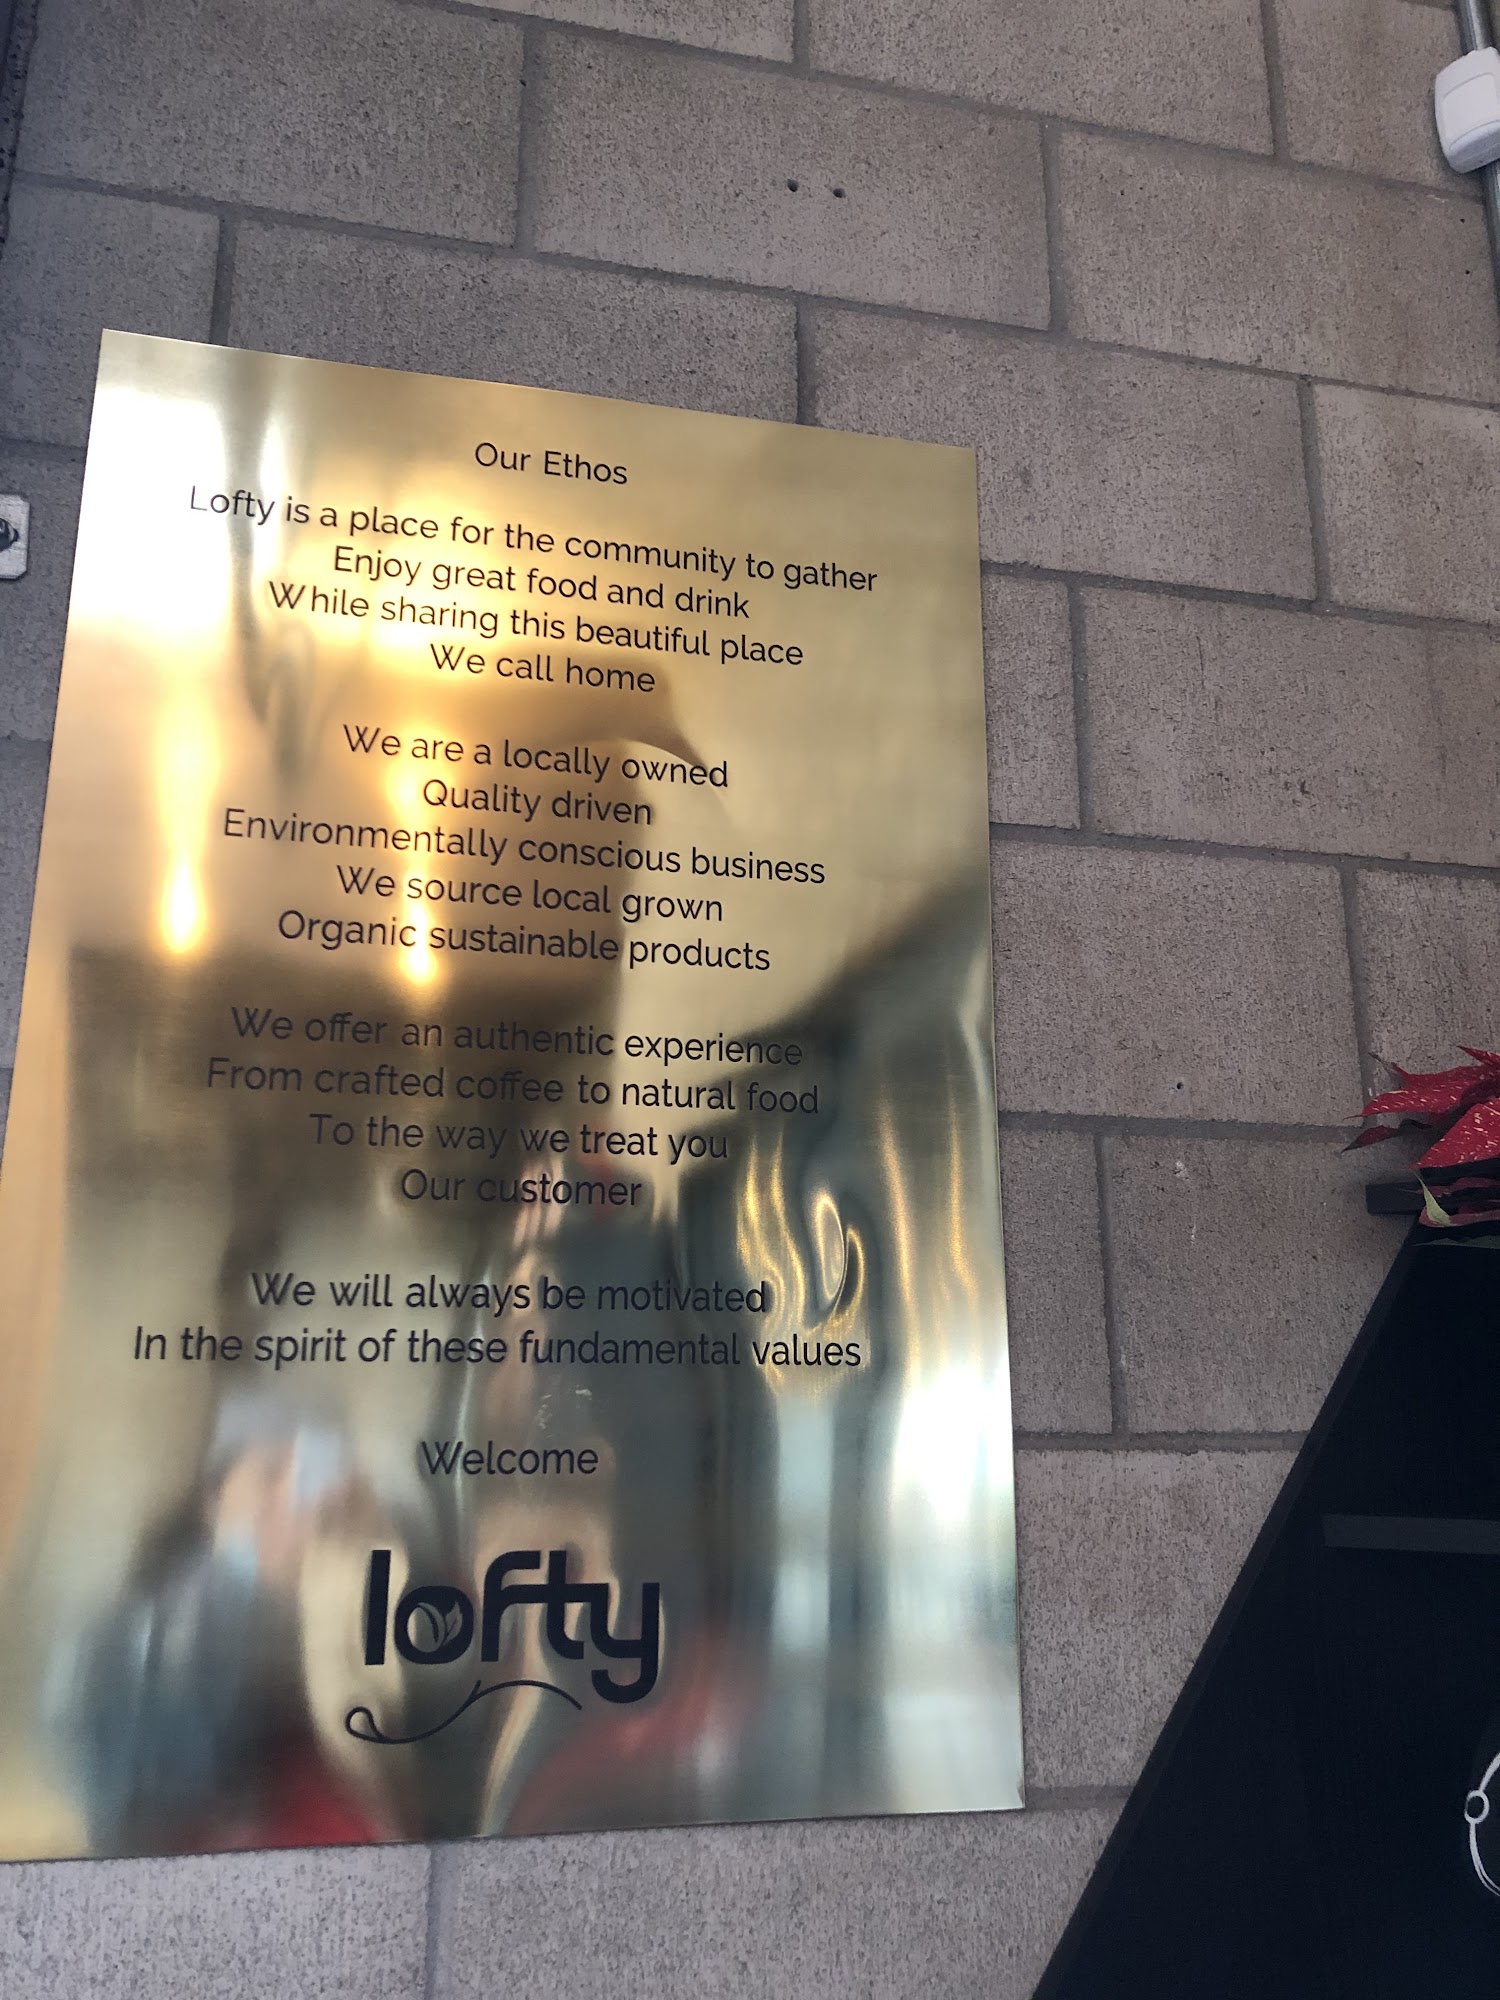 Our Ethos
Lofty is a place for the community to gather
Enjoy great food and drink
While sharing this beautiful place
We call home
We are a locally owned
Quality driven
Environmentally conscious business
We source local grown
Organic sustainable products
We offer an authentic experience
From crafted coffee to natural food
To the way we treat you
Our customer
We will always be motivated
In the spirit of these fundamental values
Welcome
lofty